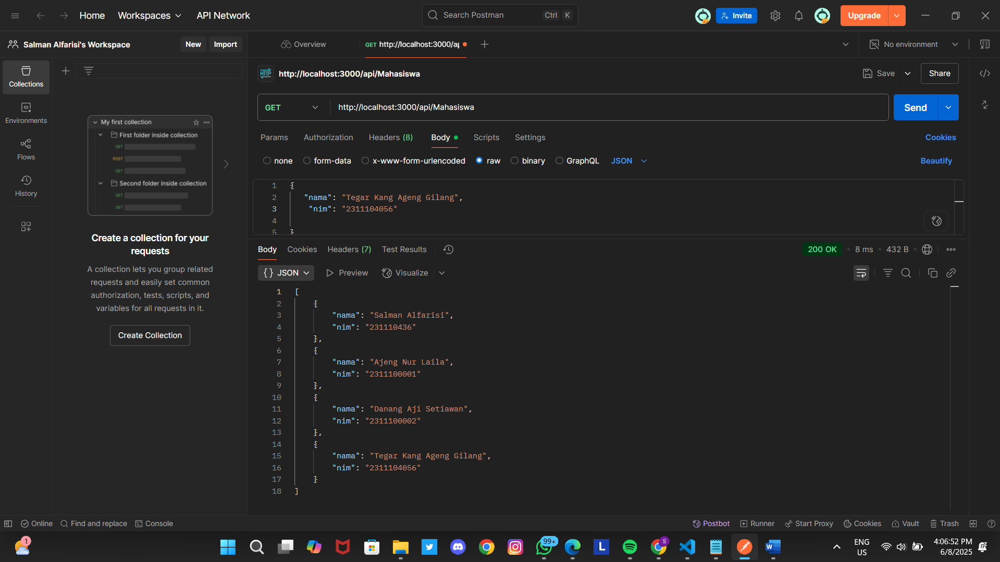 Home Workspaces API Network Search Postman Ctrl K Invite Upgrade
Salman Alfarisi's Workspace New Import Overview GET http://localhost:3000/ap No environment
HTTP http://localhost:3000/api/Mahasiswa Save Share
Collections
Environments
Flows
History
My first collection
First folder inside collection
GET
POST
GET
Second folder inside collection
GET
GET
Create a collection for your
requests
A collection lets you group related
requests and easily set common
authorization, tests, scripts, and
variables for all requests in it.
Create Collection
GET http://localhost:3000/api/Mahasiswa Send
Params Authorization Headers (8) Body Scripts Settings Cookies
none form-data x-www-form-urlencoded raw binary GraphQL JSON Beautify
1 {
2 "nama": "Tegar Kang Ageng Gilang",
3 "nim": "2311104056"
4
5 }
Body Cookies Headers (7) Test Results 200 OK 8 ms 432 B
{} JSON Preview Visualize
1 [
2 {
3 "nama": "Salman Alfarisi",
4 "nim": "231110436"
5 },
6 {
7 "nama": "Ajeng Nur Laila",
8 "nim": "2311100001"
9 },
10 {
11 "nama": "Danang Aji Setiawan",
12 "nim": "2311100002"
13 },
14 {
15 "nama": "Tegar Kang Ageng Gilang",
16 "nim": "2311104056"
17 }
18 ]
Online Find and replace Console Postbot Runner Start Proxy Cookies Vault Trash
1 99+ L S W ENG
US
4:06:52 PM
6/8/2025